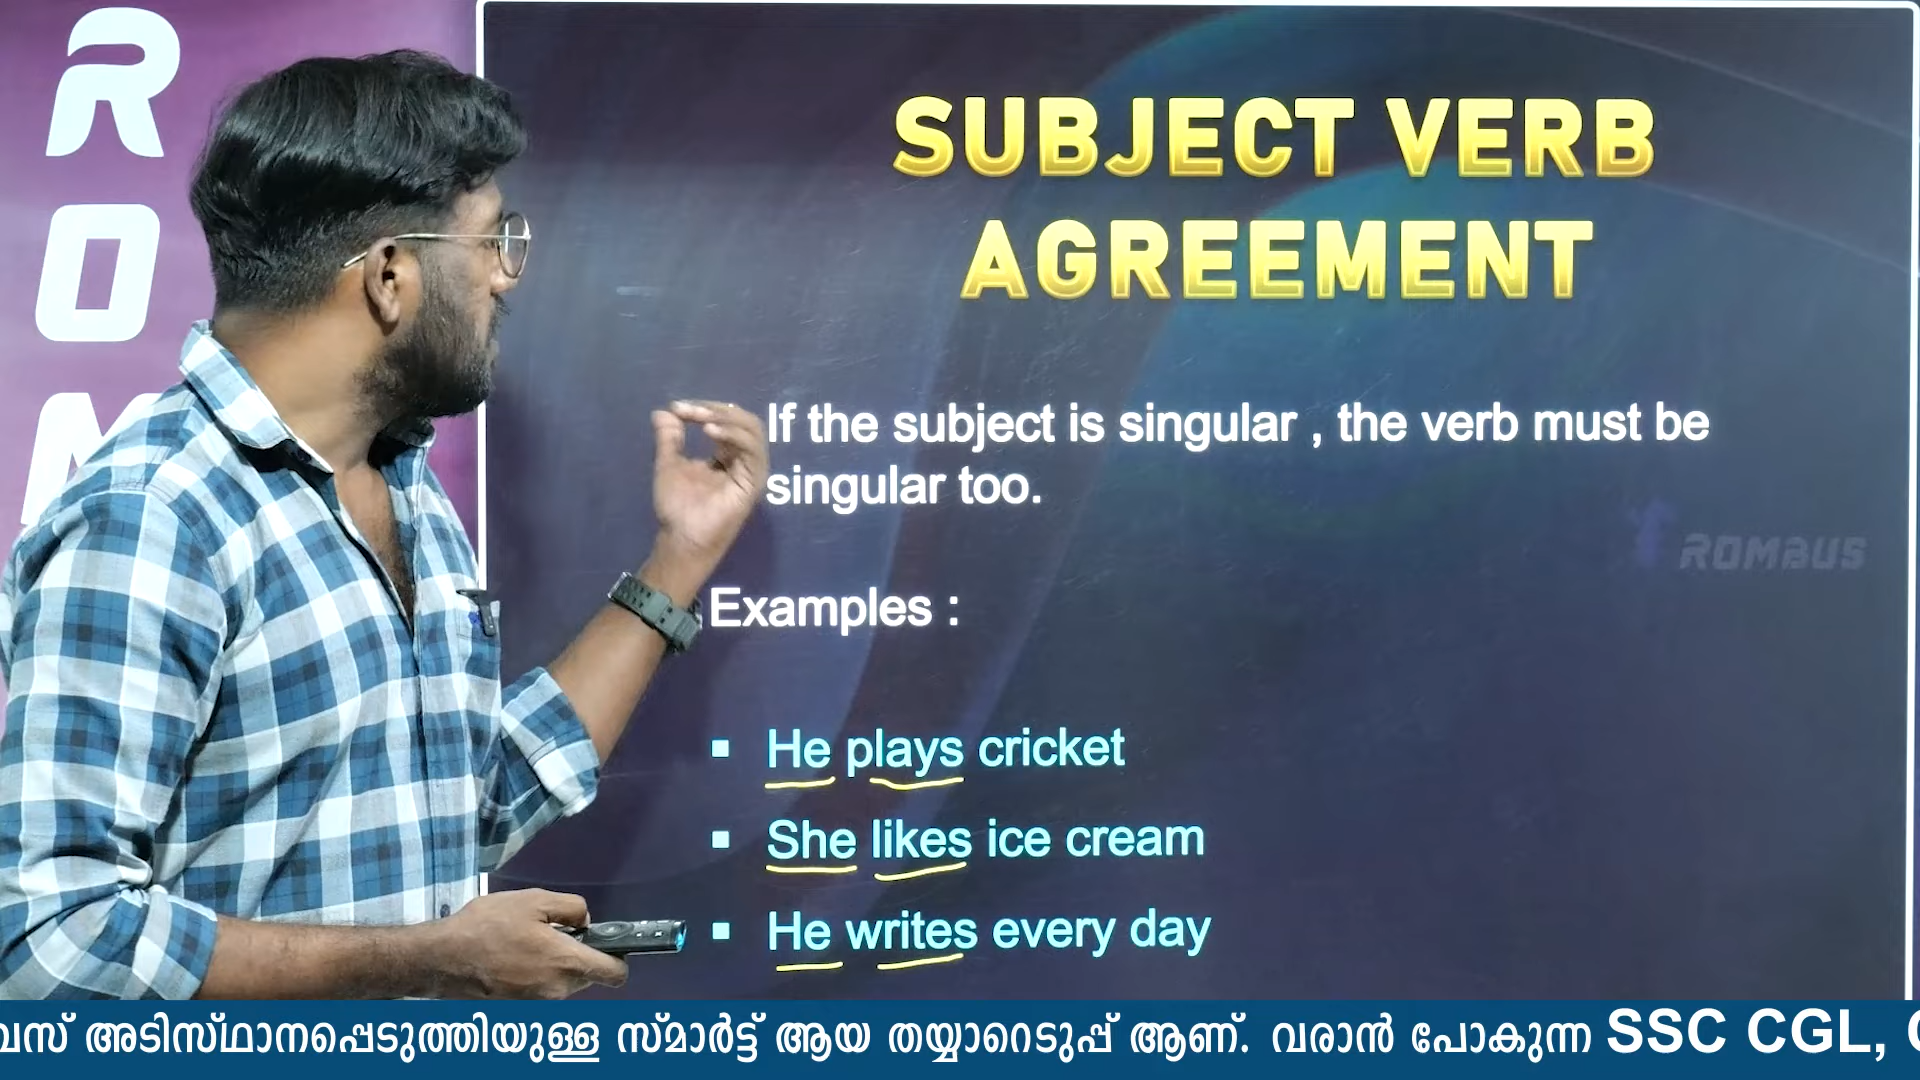 R
O
M
SUBJECT VERB
AGREEMENT
If the subject is singular , the verb must be
singular too.
ROMBUS
Examples :
▪ He plays cricket
▪ She likes ice cream
▪ He writes every day
അടിസ്ഥാനപ്പെടുത്തിയുള്ള സ്മാർട്ട് ആയ തയ്യാറെടുപ്പ് ആണ്. വരാൻ പോകുന്ന SSC CGL,